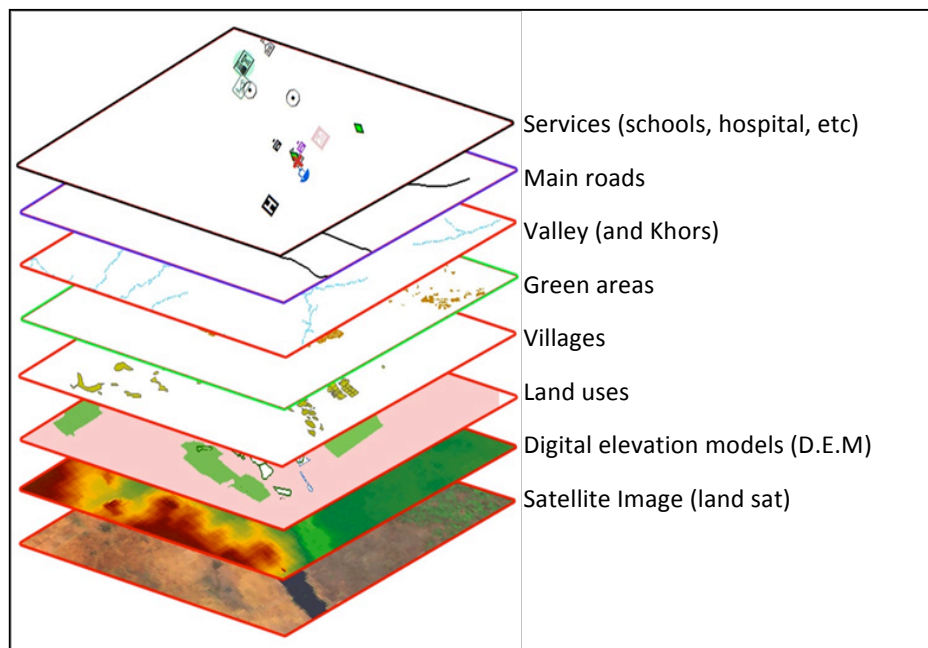 Services (schools, hospital, etc)
Main roads
Valley (and Khors)
Green areas
Villages
Land uses
Digital elevation models (D.E.M)
Satellite Image (land sat)